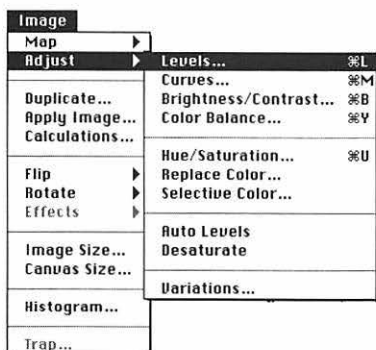 Image
Map
Adjust
Duplicate...
Apply Image...
Calculations...
Flip
Rotate
Effects
Image Size...
Canvas Size...
Histogram...
Trap...
Levels... ⌘L
Curves... ⌘M
Brightness/Contrast... ⌘B
Color Balance... ⌘Y
Hue/Saturation... ⌘U
Replace Color...
Selective Color...
Auto Levels
Desaturate
Variations...